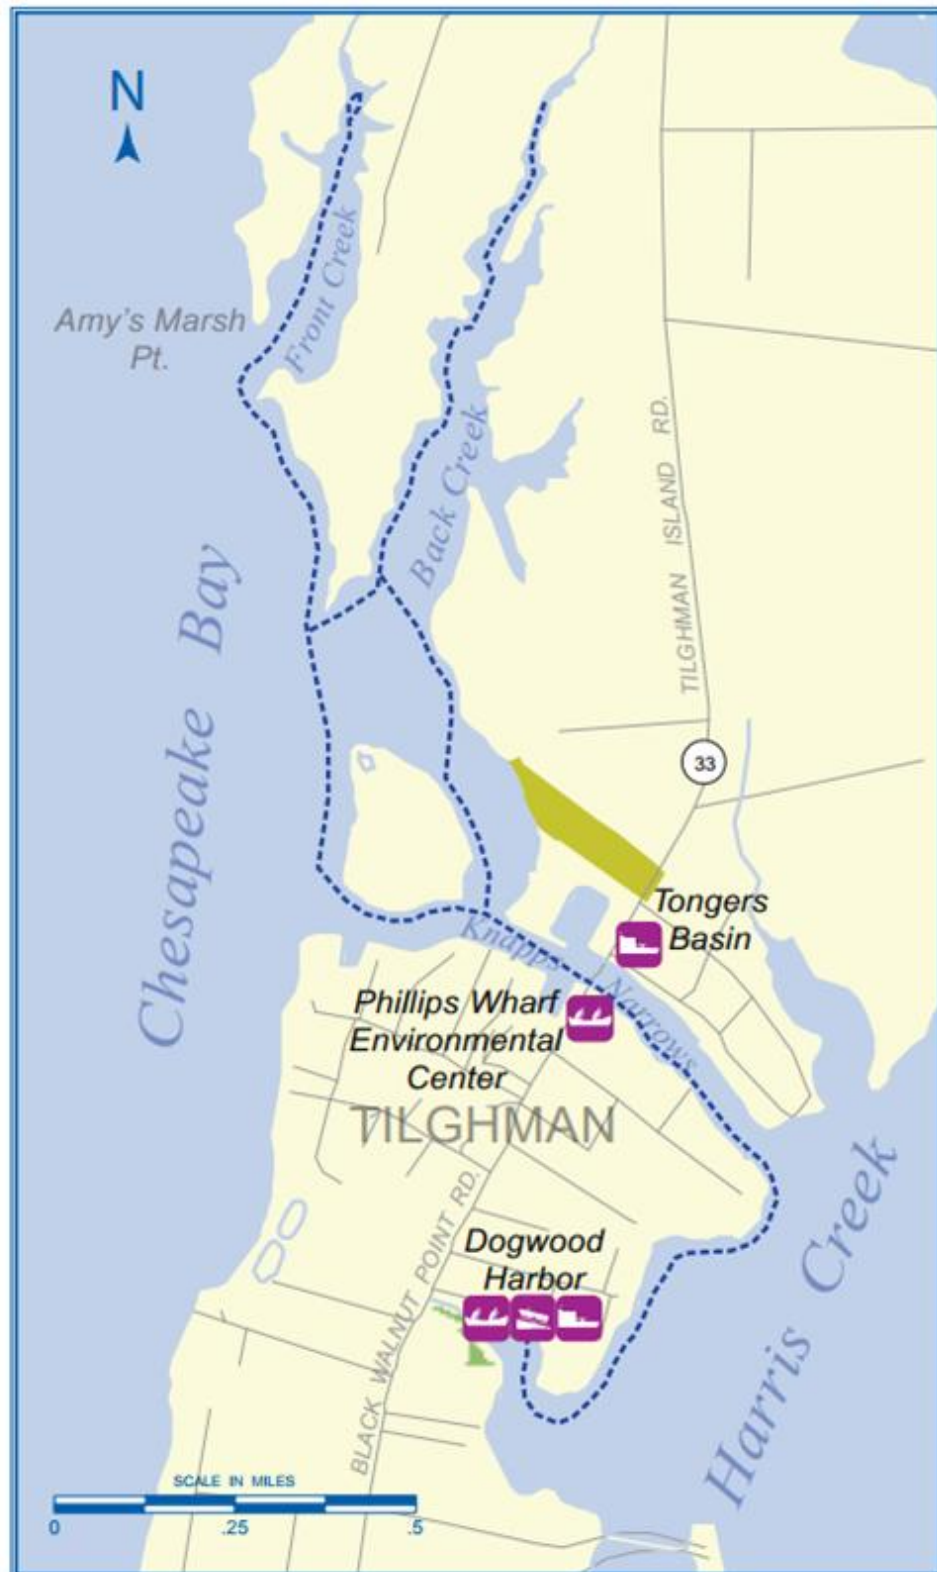 N
Front Creek
Amy's Marsh
Pt.
Back Creek
TILGHMAN ISLAND RD.
Chesapeake Bay
33
Tongers
Basin
Knapps Narrows
Phillips Wharf
Environmental
Center
TILGHMAN
BLACK WALNUT POINT RD.
Dogwood
Harbor
Harris Creek
SCALE IN MILES
0 .25 .5